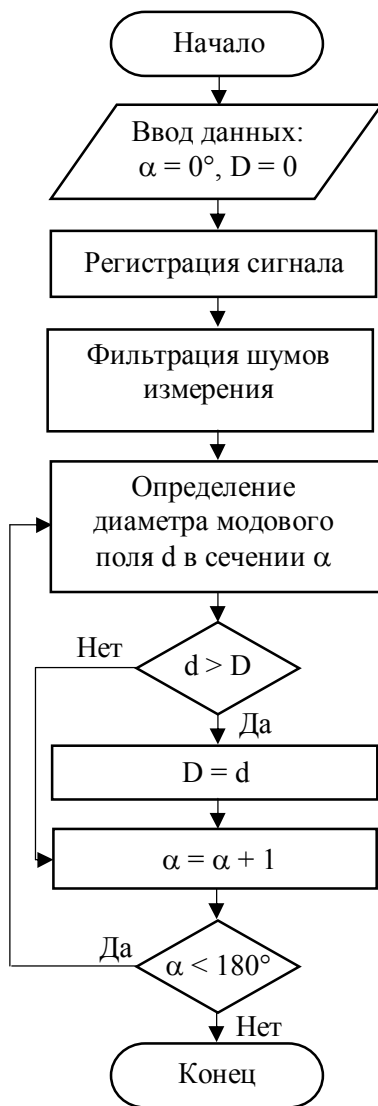 Начало
Ввод данных:
α = 0°, D = 0
Регистрация сигнала
Фильтрация шумов
измерения
Определение
диаметра модового
поля d в сечении α
Нет
d > D
Да
D = d
α = α + 1
Да
α < 180°
Нет
Конец